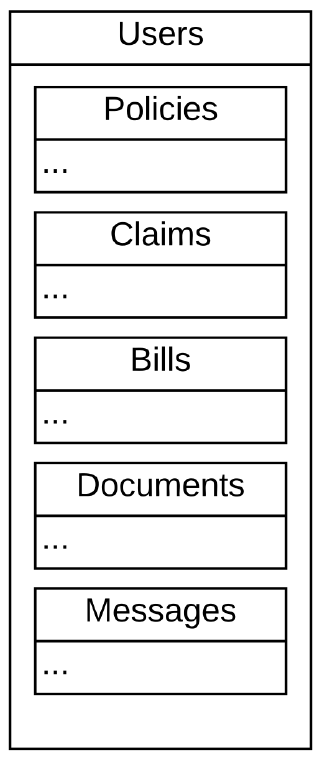 Users
Policies
...
Claims
...
Bills
...
Documents
...
Messages
...